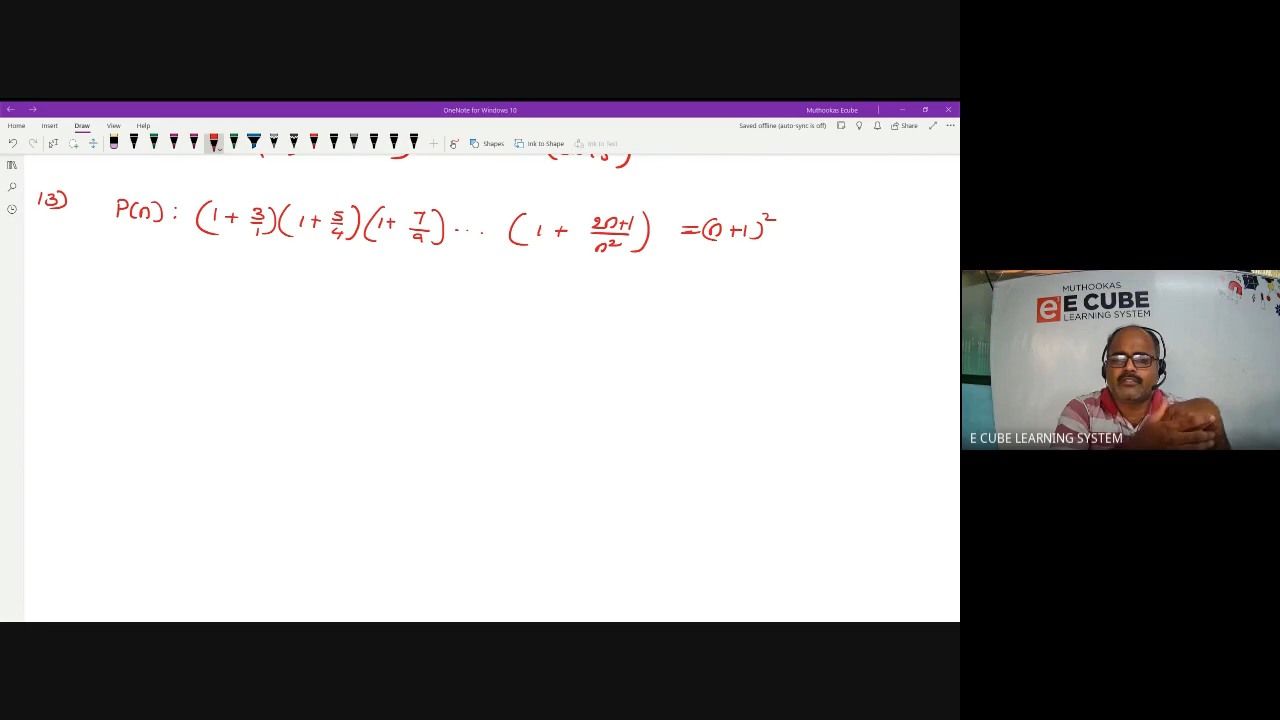 OneNote for Windows 10
Muthookas Ecube
Home Insert Draw View Help
Saved offline (auto-sync is off)
Share
Shapes
Ink to Shape
Ink to Text
13) P(n) : (1 + 3/1)(1 + 5/4)(1 + 7/9) ... (1 + 2n+1/n²) = (n+1)²
MUTHOOKAS
e E CUBE
LEARNING SYSTEM
E CUBE LEARNING SYSTEM